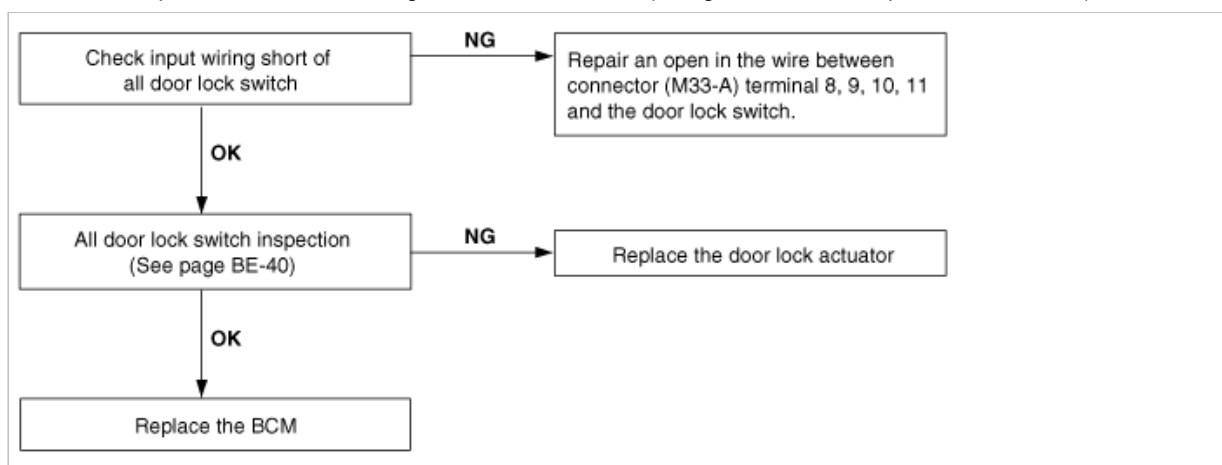 Check input wiring short of
all door lock switch
NG
Repair an open in the wire between
connector (M33-A) terminal 8, 9, 10, 11
and the door lock switch.
OK
All door lock switch inspection
(See page BE-40)
NG
Replace the door lock actuator
OK
Replace the BCM